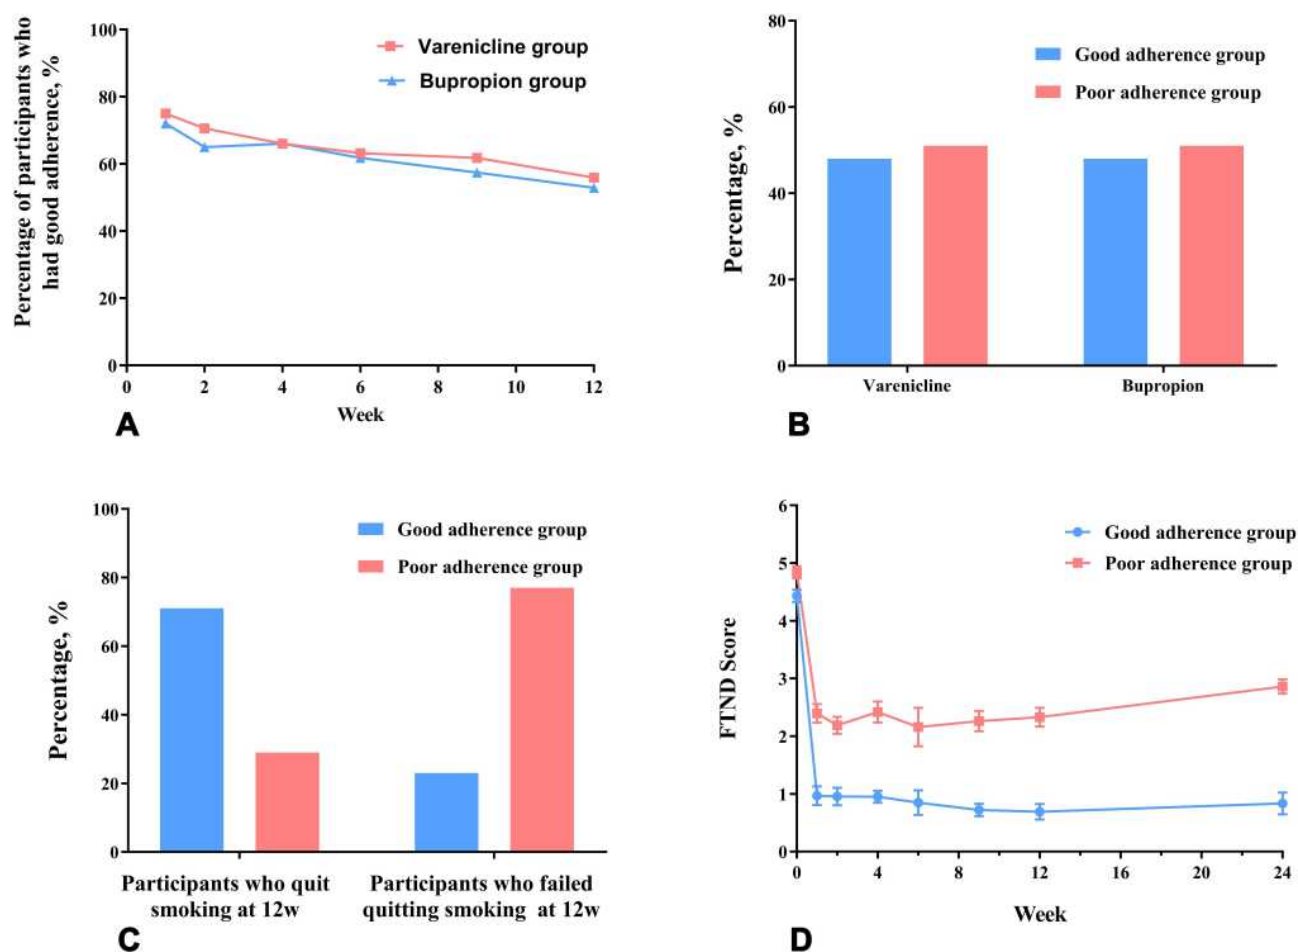 Percentage of participants who
had good adherence, %
100
80
60
40
20
0
Varenicline group
Bupropion group
0 2 4 6 8 10 12
Week
A
Percentage, %
80
60
40
20
0
Good adherence group
Poor adherence group
Varenicline Bupropion
B
Percentage, %
100
80
60
40
20
0
Good adherence group
Poor adherence group
Participants who quit
smoking at 12w
Participants who failed
quitting smoking at 12w
C
FTND Score
6
5
4
3
2
1
0
Good adherence group
Poor adherence group
0 4 8 12 16 20 24
Week
D